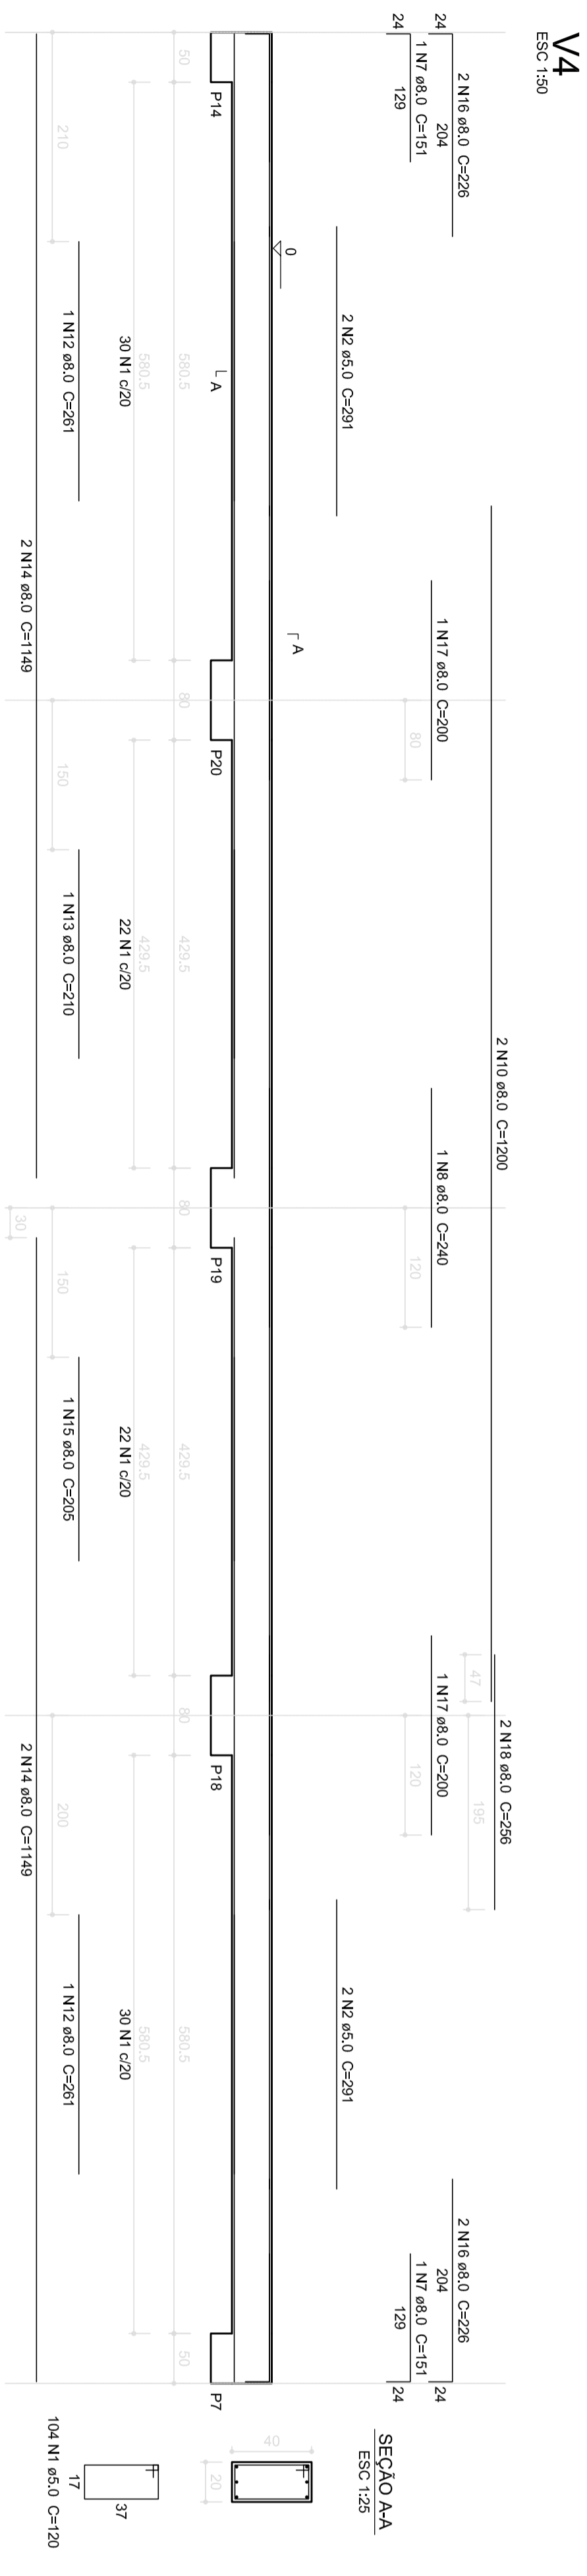 V4
ESC 1:50
24
2 N16 ø8.0 C=226
204
24
1 N7 ø8.0 C=151
129
2 N10 ø8.0 C=1200
2 N18 ø8.0 C=256
47
195
1 N17 ø8.0 C=200
80
1 N8 ø8.0 C=240
120
1 N17 ø8.0 C=200
120
2 N16 ø8.0 C=226
204
24
1 N7 ø8.0 C=151
129
24
2 N2 ø5.0 C=291
2 N2 ø5.0 C=291
0
A
A
P14
P20
P19
P18
P7
50
580.5
80
429.5
80
429.5
80
580.5
50
580.5
429.5
429.5
580.5
30 N1 c/20
22 N1 c/20
22 N1 c/20
30 N1 c/20
210
1 N12 ø8.0 C=261
150
1 N13 ø8.0 C=210
150
1 N15 ø8.0 C=205
200
1 N12 ø8.0 C=261
2 N14 ø8.0 C=1149
30
2 N14 ø8.0 C=1149
SEÇÃO A-A
ESC 1:25
40
20
37
17
104 N1 ø5.0 C=120